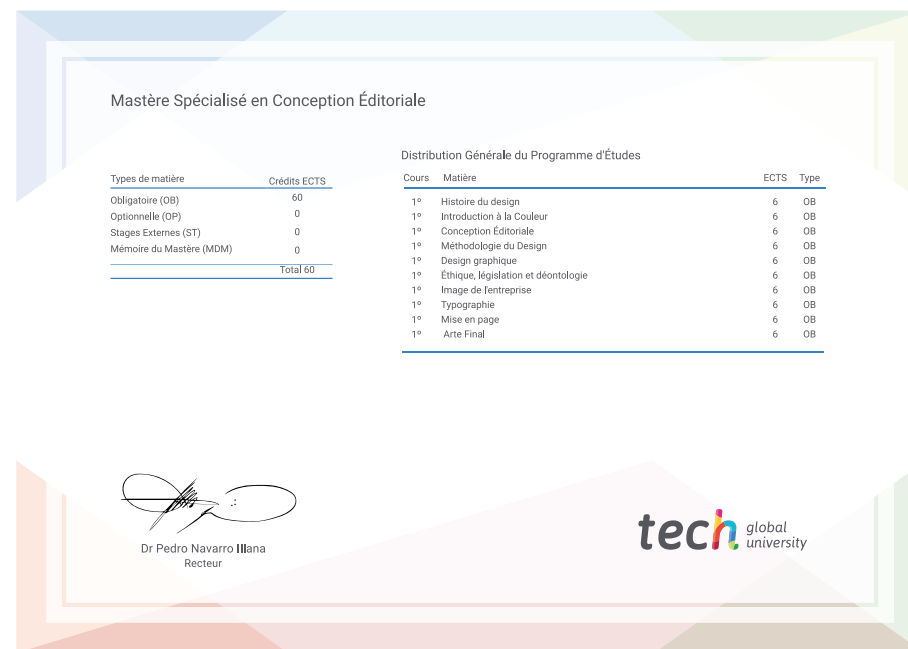 Mastère Spécialisé en Conception Éditoriale
Types de matière Crédits ECTS
Obligatoire (OB) 60
Optionnelle (OP) 0
Stages Externes (ST) 0
Mémoire du Mastère (MDM) 0
Total 60
Distribution Générale du Programme d'Études
Cours Matière ECTS Type
1º Histoire du design 6 OB
1º Introduction à la Couleur 6 OB
1º Conception Éditoriale 6 OB
1º Méthodologie du Design 6 OB
1º Design graphique 6 OB
1º Éthique, législation et déontologie 6 OB
1º Image de l'entreprise 6 OB
1º Typographie 6 OB
1º Mise en page 6 OB
1º Arte Final 6 OB
Dr Pedro Navarro Illana
Recteur
tech global university